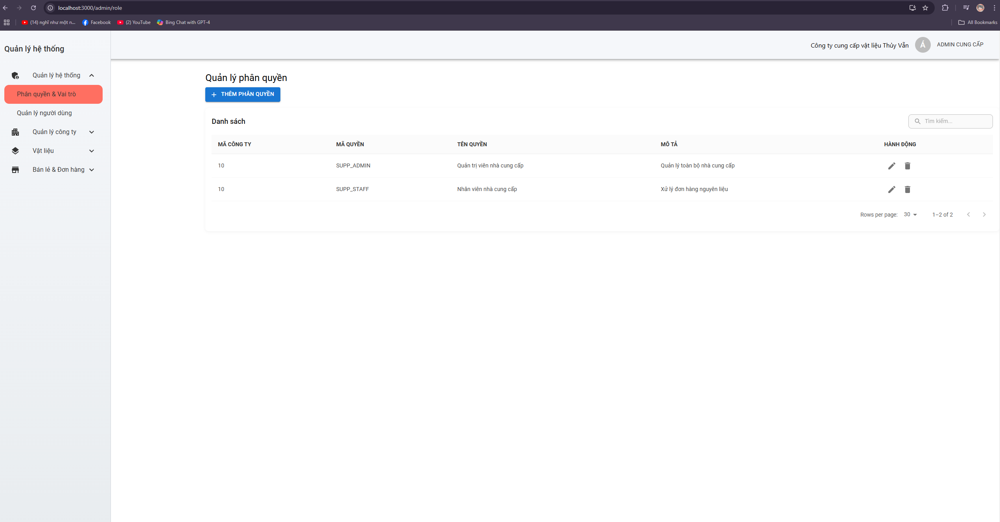 localhost:3000/admin/role
(14) nghĩ như một n...
Facebook
(2) YouTube
Bing Chat with GPT-4
All Bookmarks
Quản lý hệ thống
Công ty cung cấp vật liệu Thủy Vẫn
Á
ADMIN CUNG CẤP
Quản lý hệ thống
Phân quyền & Vai trò
Quản lý người dùng
Quản lý công ty
Vật liệu
Bán lẻ & Đơn hàng
Quản lý phân quyền
THÊM PHÂN QUYỀN
Danh sách
Tìm kiếm...
MÃ CÔNG TY MÃ QUYỀN TÊN QUYỀN MÔ TẢ HÀNH ĐỘNG
10 SUPP_ADMIN Quản trị viên nhà cung cấp Quản lý toàn bộ nhà cung cấp
10 SUPP_STAFF Nhân viên nhà cung cấp Xử lý đơn hàng nguyên liệu
Rows per page: 30 1–2 of 2